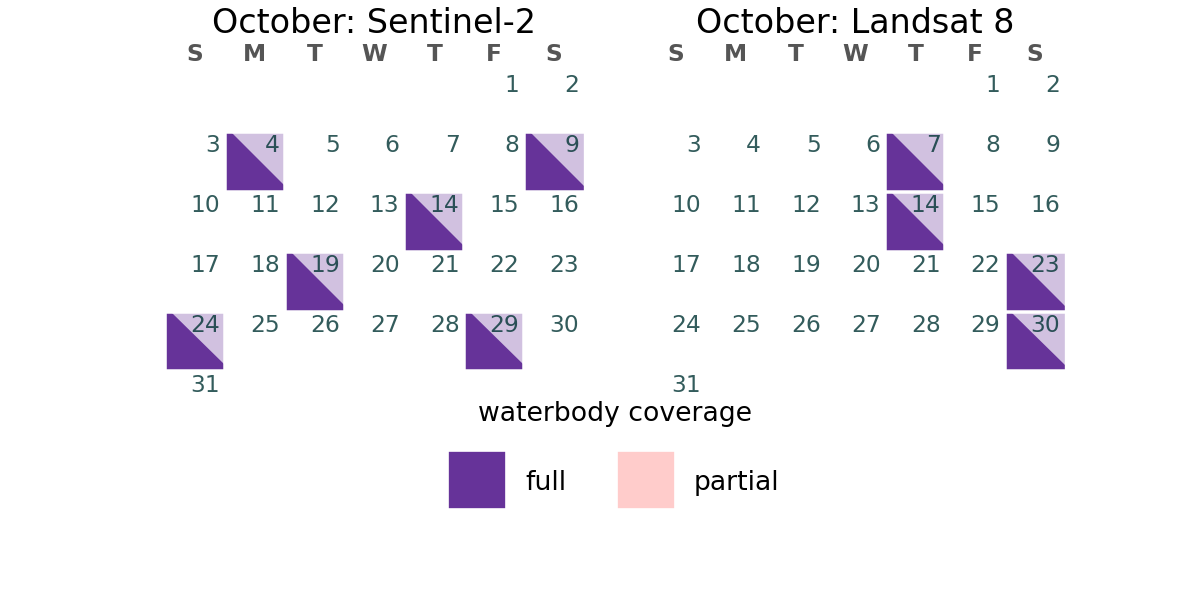 October: Sentinel-2
S M T W T F S
1 2
3 4 5 6 7 8 9
10 11 12 13 14 15 16
17 18 19 20 21 22 23
24 25 26 27 28 29 30
31
October: Landsat 8
S M T W T F S
1 2
3 4 5 6 7 8 9
10 11 12 13 14 15 16
17 18 19 20 21 22 23
24 25 26 27 28 29 30
31
waterbody coverage
full partial